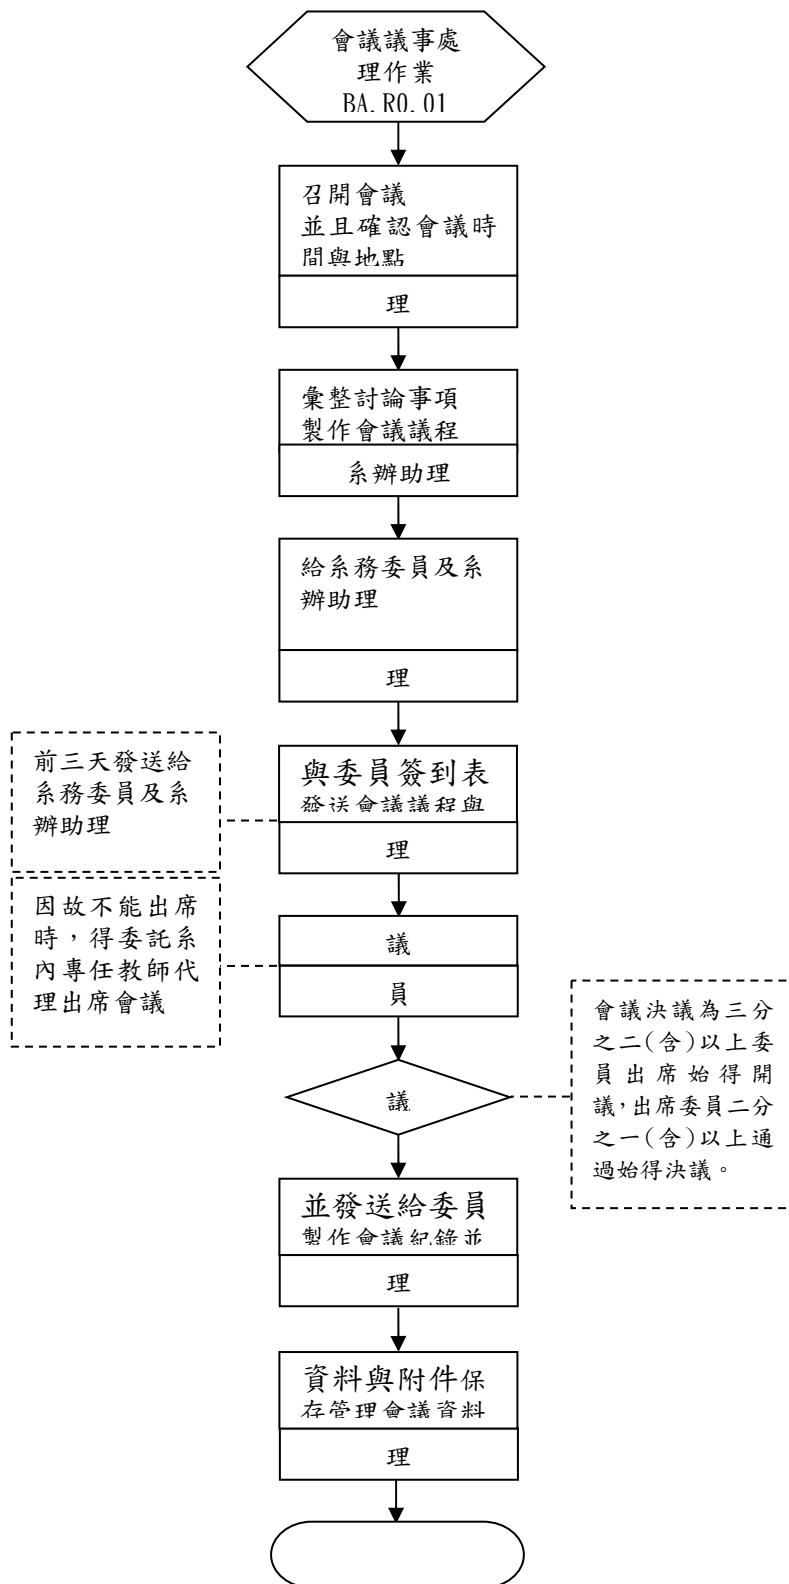 會議議事處
理作業
BA.R0.01
召開會議
並且確認會議時
間與地點
理
彙整討論事項
製作會議議程
系辦助理
給系務委員及系
辦助理
理
前三天發送給
系務委員及系
辦助理
與委員簽到表
發送會議議程與
理
因故不能出席
時，得委託系
內專任教師代
理出席會議
議
員
會議決議為三分
之二(含)以上委
員出席始得開
議，出席委員二分
之一(含)以上通
過始得決議。
議
並發送給委員
製作會議紀錄並
理
資料與附件保
存管理會議資料
理